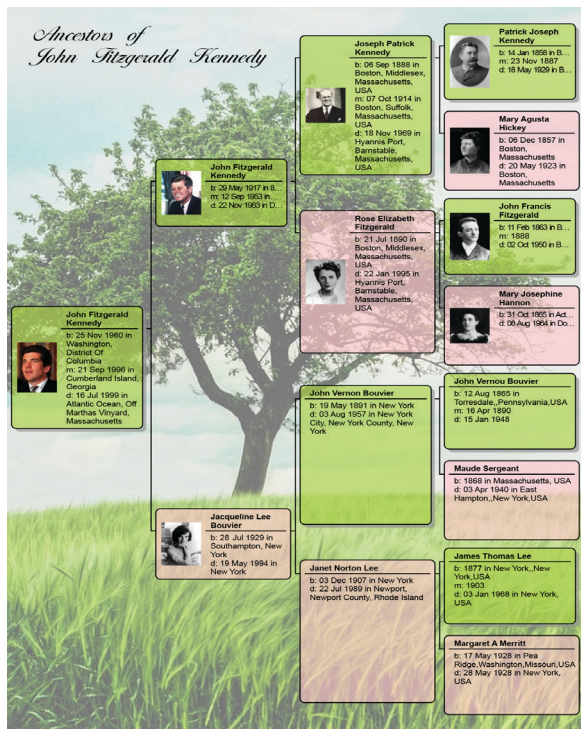 Ancestors of
John Fitzgerald Kennedy
John Fitzgerald
Kennedy
b: 25 Nov 1960 in
Washington,
District Of
Columbia
m: 21 Sep 1996 in
Cumberland Island,
Georgia
d: 16 Jul 1999 in
Atlantic Ocean, Off
Marthas Vinyard,
Massachusetts
John Fitzgerald
Kennedy
b: 29 May 1917 in 8...
m: 12 Sep 1953 in...
d: 22 Nov 1963 in D...
Jacqueline Lee
Bouvier
b: 28 Jul 1929 in
Southampton, New
York
d: 19 May 1994 in
New York
Joseph Patrick
Kennedy
b: 06 Sep 1888 in
Boston, Middlesex,
Massachusetts,
USA
m: 07 Oct 1914 in
Boston, Suffolk,
Massachusetts,
USA
d: 18 Nov 1969 in
Hyannis Port,
Barnstable,
Massachusetts,
USA
Rose Elizabeth
Fitzgerald
b: 21 Jul 1890 in
Boston, Middlesex,
Massachusetts,
USA
d: 22 Jan 1995 in
Hyannis Port,
Barnstable,
Massachusetts,
USA
John Vernon Bouvier
b: 19 May 1891 in New York
d: 03 Aug 1957 in New York
City, New York County, New
York
Janet Norton Lee
b: 03 Dec 1907 in New York
d: 22 Jul 1989 in Newport,
Newport County, Rhode Island
Patrick Joseph
Kennedy
b: 14 Jan 1858 in B...
m: 23 Nov 1887
d: 18 May 1929 in B...
Mary Agusta
Hickey
b: 06 Dec 1857 in
Boston,
Massachusetts
d: 20 May 1923 in
Boston,
Massachusetts
John Francis
Fitzgerald
b: 11 Feb 1863 in B...
m: 1888
d: 02 Oct 1950 in B...
Mary Josephine
Hannon
b: 31 Oct 1865 in Act...
d: 08 Aug 1964 in Do...
John Vernou Bouvier
b: 12 Aug 1865 in
Torresdale,,Pennsylvania,USA
m: 16 Apr 1890
d: 15 Jan 1948
Maude Sergeant
b: 1868 in Massachusetts, USA
d: 03 Apr 1940 in East
Hampton,,New York,USA
James Thomas Lee
b: 1877 in New York,,New
York,USA
m: 1903
d: 03 Jan 1968 in New York,
USA
Margaret A Merritt
b: 17 May 1928 in Pea
Ridge,Washington,Missouri,USA
d: 28 May 1928 in New York,
USA